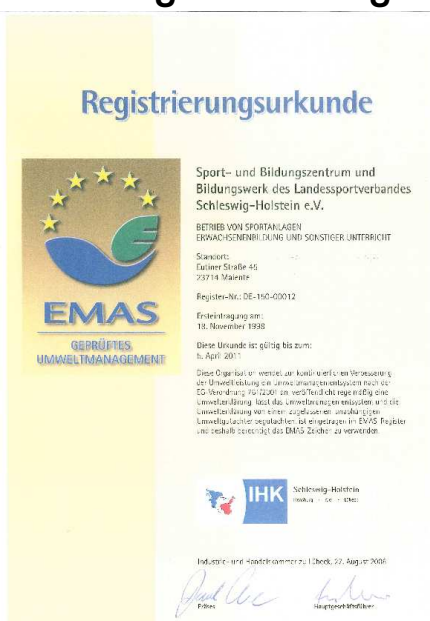 Registrierungsurkunde
EMAS
GEPRÜFTES
UMWELTMANAGEMENT
Sport- und Bildungszentrum und
Bildungswerk des Landessportverbandes
Schleswig-Holstein e.V.
BETRIEB VON SPORTANLAGEN
ERWACHSENENBILDUNG UND SONSTIGER UNTERRICHT
Standort:
Eutiner Straße 45
23714 Malente
Register-Nr.: DE-150-00012
Ersteintragung am:
18. November 1998
Diese Urkunde ist gültig bis zum:
5. April 2011
Diese Organisation wendet zur kontinuierlichen Verbesserung
der Umweltleistung ein Umweltmanagementsystem nach der
EG-Verordnung 761/2001 an, veröffentlicht regelmäßig eine
Umwelterklärung, lässt das Umweltmanagementsystem und die
Umwelterklärung von einem zugelassenen, unabhängigen
Umweltgutachter begutachten, ist eingetragen im EMAS-Register
und deshalb berechtigt das EMAS-Zeichen zu verwenden.
IHK
Schleswig-Holstein
Industrie- und Handelskammer zu Lübeck, 22. August 2008
Präses
Hauptgeschäftsführer